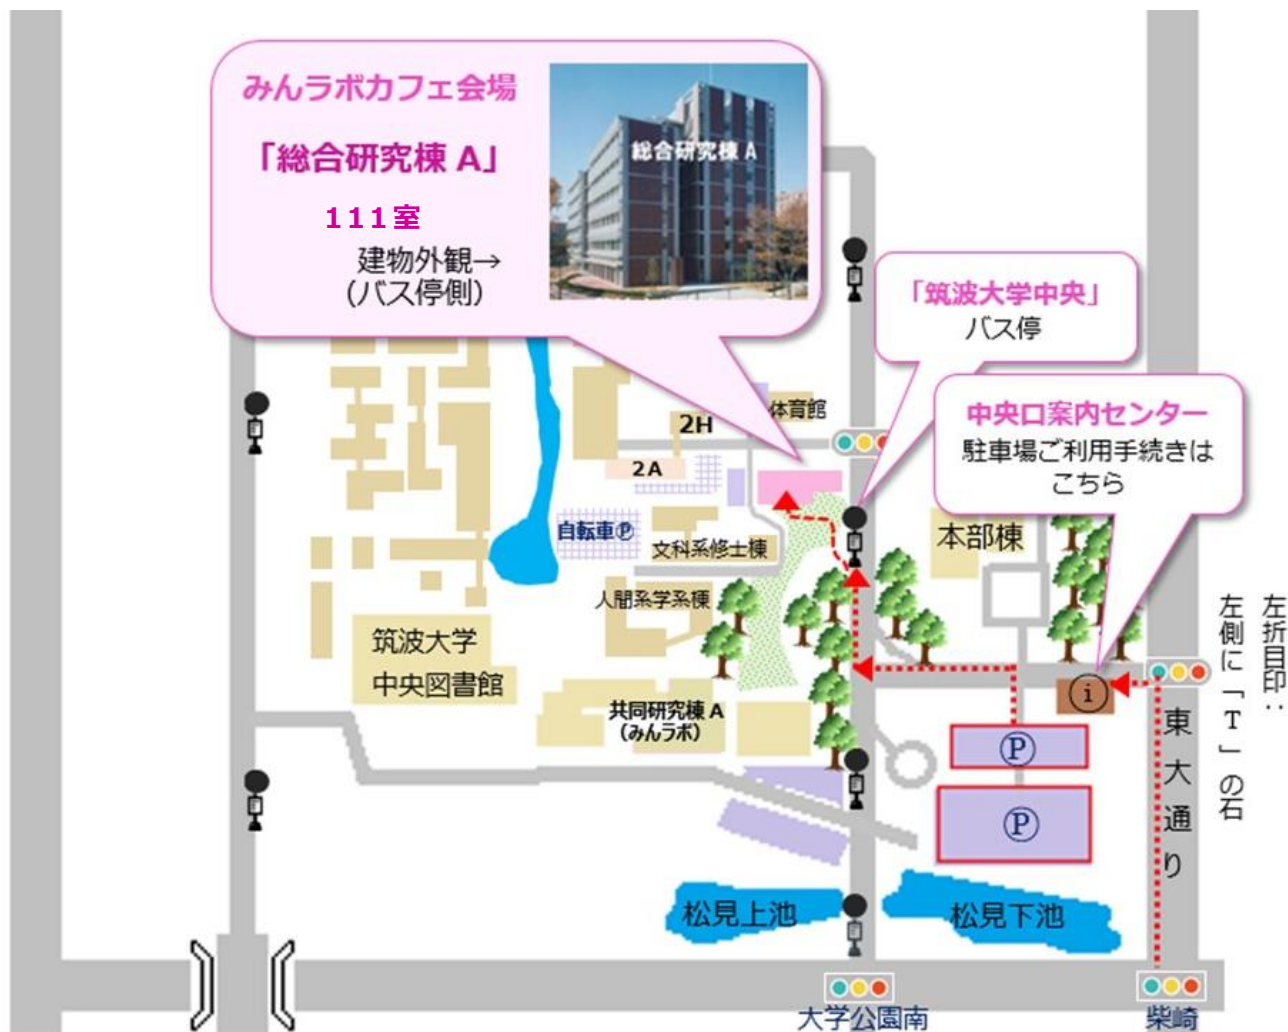 みんラボカフェ会場
「総合研究棟 A」
111室
建物外観→
(バス停側)
総合研究棟 A
「筑波大学中央」
バス停
中央口案内センター
駐車場ご利用手続きは
こちら
体育館
2H
2A
自転車Ⓟ
文科系修士棟
本部棟
人間系学系棟
筑波大学
中央図書館
共同研究棟 A
(みんラボ)
i
Ⓟ
Ⓟ
左折目印：
左側に「T」の石
東大通り
松見上池
松見下池
大学公園南
柴崎